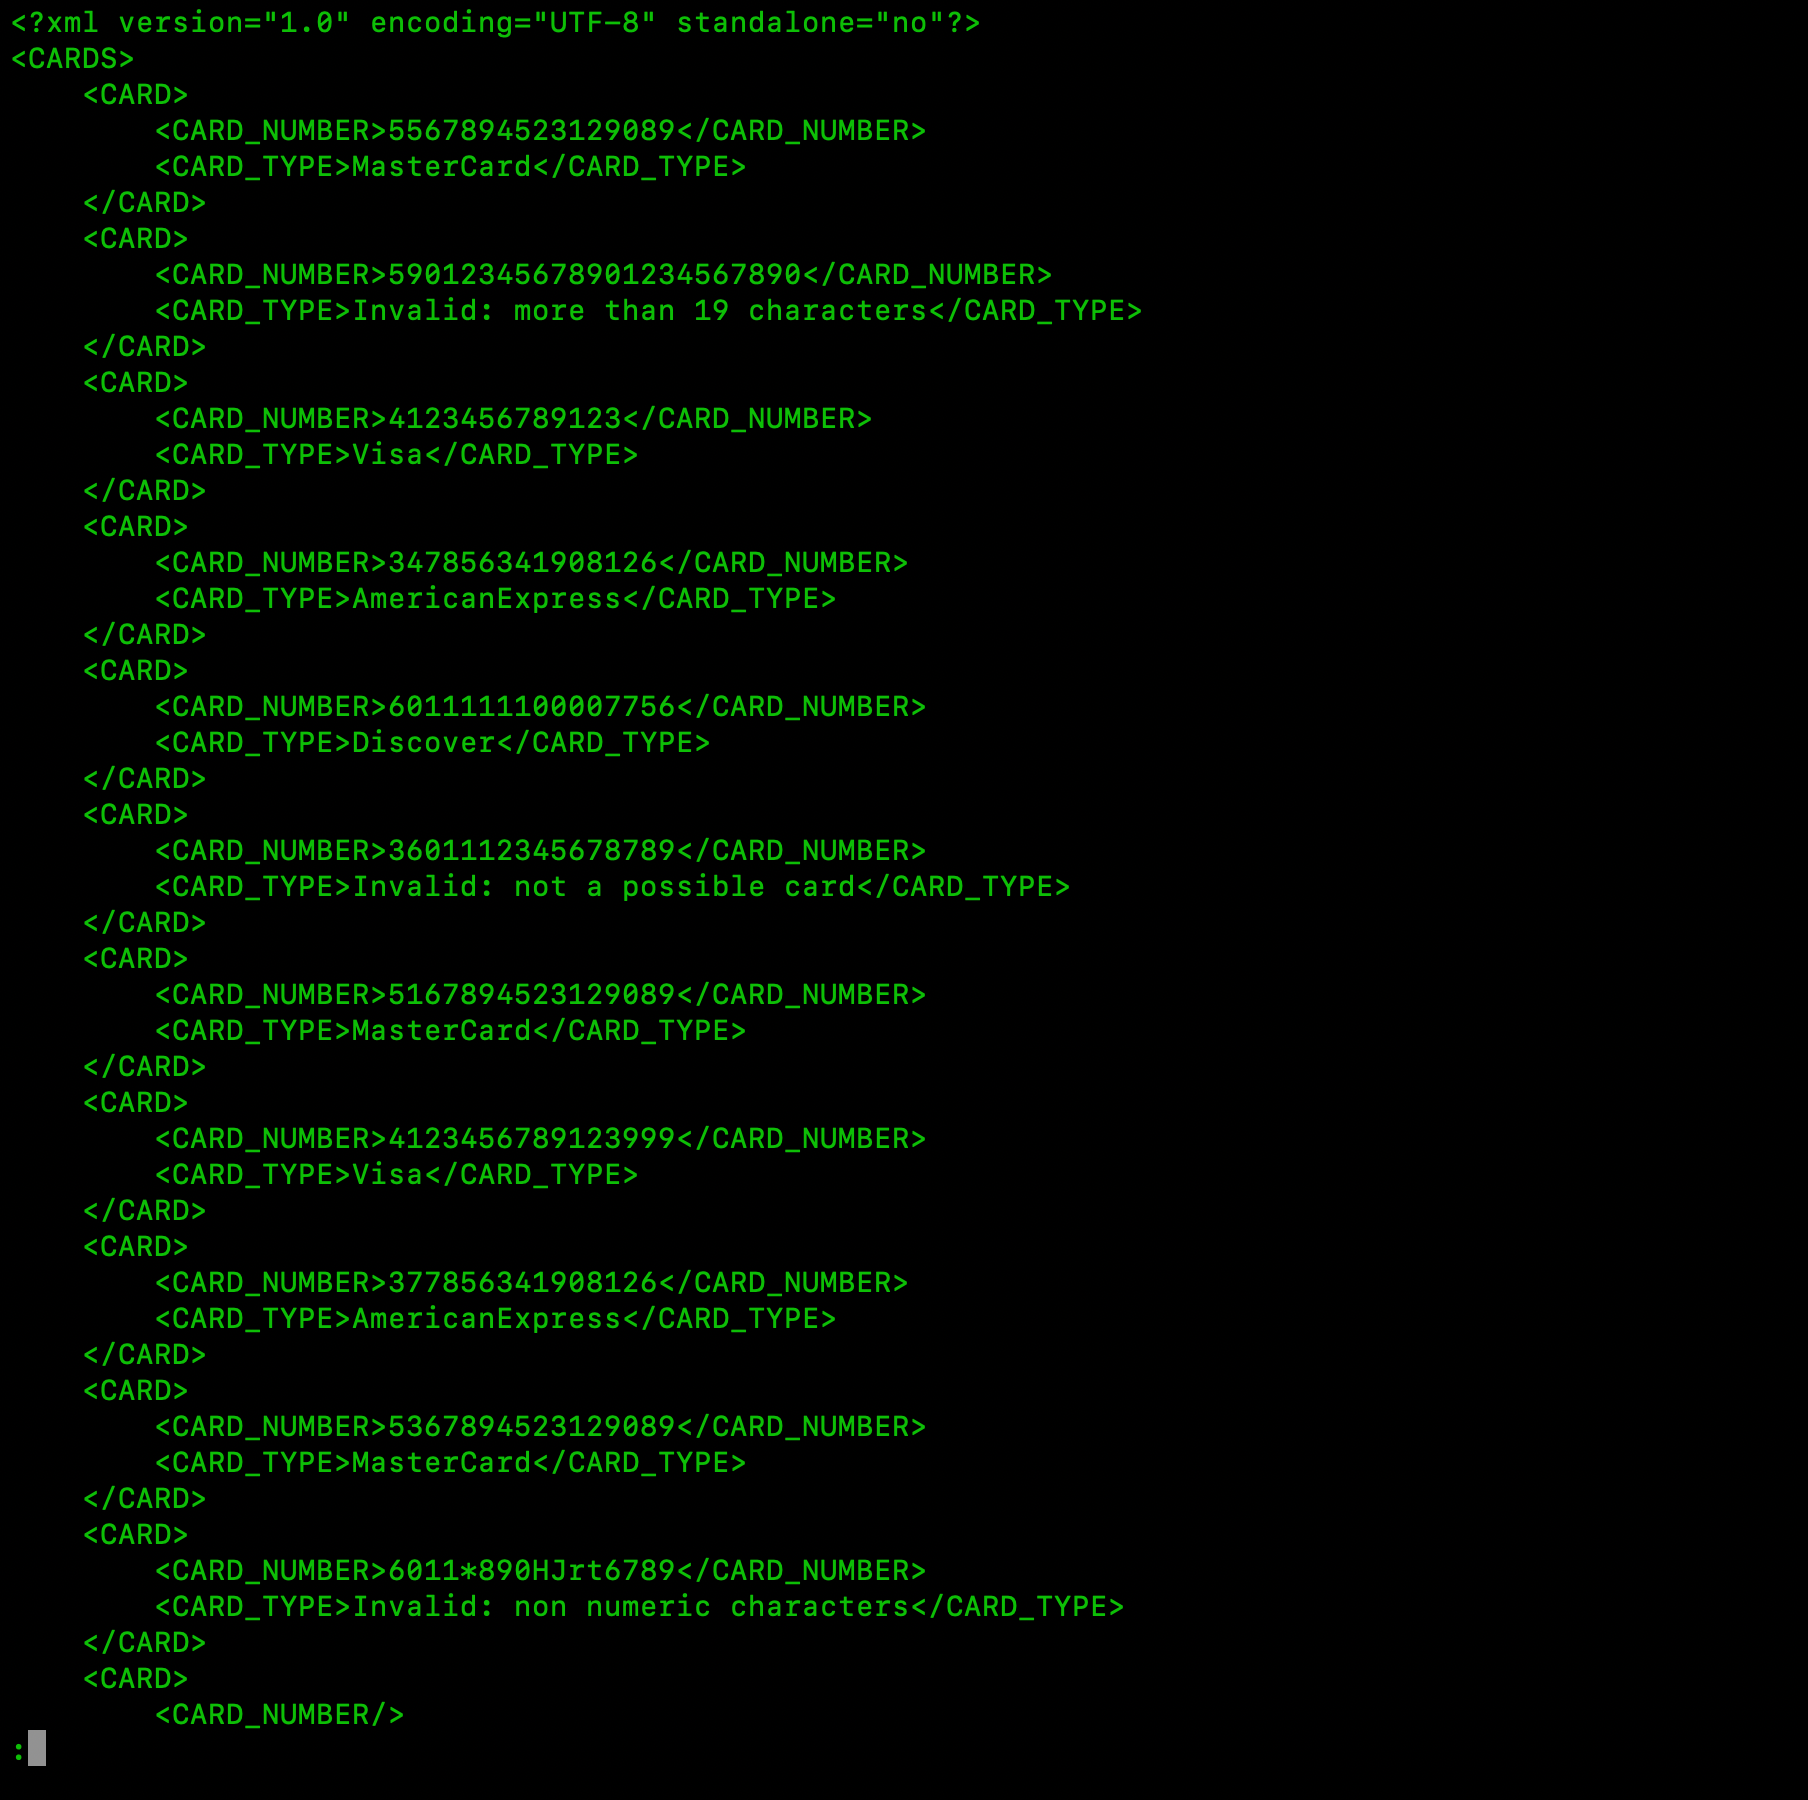 <?xml version="1.0" encoding="UTF-8" standalone="no"?>
<CARDS>
    <CARD>
        <CARD_NUMBER>5567894523129089</CARD_NUMBER>
        <CARD_TYPE>MasterCard</CARD_TYPE>
    </CARD>
    <CARD>
        <CARD_NUMBER>59012345678901234567890</CARD_NUMBER>
        <CARD_TYPE>Invalid: more than 19 characters</CARD_TYPE>
    </CARD>
    <CARD>
        <CARD_NUMBER>4123456789123</CARD_NUMBER>
        <CARD_TYPE>Visa</CARD_TYPE>
    </CARD>
    <CARD>
        <CARD_NUMBER>347856341908126</CARD_NUMBER>
        <CARD_TYPE>AmericanExpress</CARD_TYPE>
    </CARD>
    <CARD>
        <CARD_NUMBER>6011111100007756</CARD_NUMBER>
        <CARD_TYPE>Discover</CARD_TYPE>
    </CARD>
    <CARD>
        <CARD_NUMBER>3601112345678789</CARD_NUMBER>
        <CARD_TYPE>Invalid: not a possible card</CARD_TYPE>
    </CARD>
    <CARD>
        <CARD_NUMBER>5167894523129089</CARD_NUMBER>
        <CARD_TYPE>MasterCard</CARD_TYPE>
    </CARD>
    <CARD>
        <CARD_NUMBER>4123456789123999</CARD_NUMBER>
        <CARD_TYPE>Visa</CARD_TYPE>
    </CARD>
    <CARD>
        <CARD_NUMBER>377856341908126</CARD_NUMBER>
        <CARD_TYPE>AmericanExpress</CARD_TYPE>
    </CARD>
    <CARD>
        <CARD_NUMBER>5367894523129089</CARD_NUMBER>
        <CARD_TYPE>MasterCard</CARD_TYPE>
    </CARD>
    <CARD>
        <CARD_NUMBER>6011*890HJrt6789</CARD_NUMBER>
        <CARD_TYPE>Invalid: non numeric characters</CARD_TYPE>
    </CARD>
    <CARD>
        <CARD_NUMBER/>
: